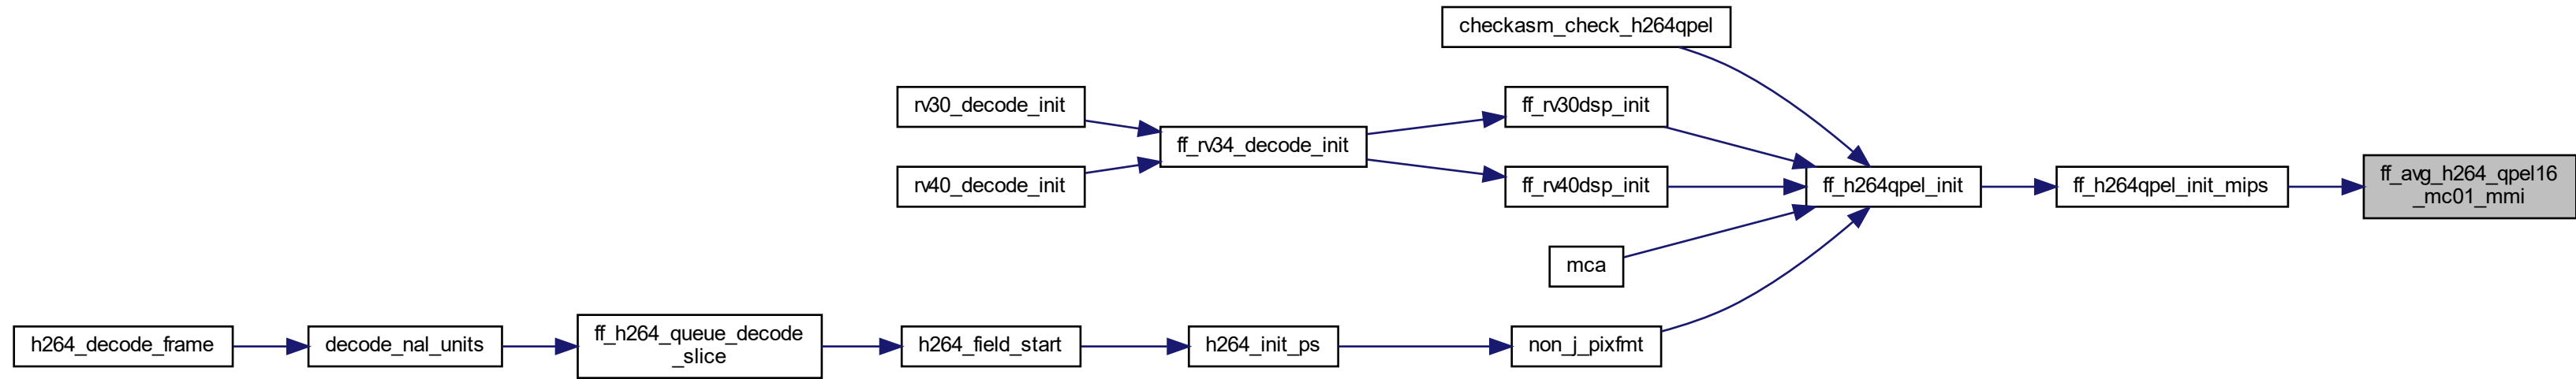 checkasm_check_h264qpel
rv30_decode_init
ff_rv30dsp_init
ff_rv34_decode_init
rv40_decode_init
ff_rv40dsp_init
ff_h264qpel_init
ff_h264qpel_init_mips
ff_avg_h264_qpel16
_mc01_mmi
mca
h264_decode_frame
decode_nal_units
ff_h264_queue_decode
_slice
h264_field_start
h264_init_ps
non_j_pixfmt